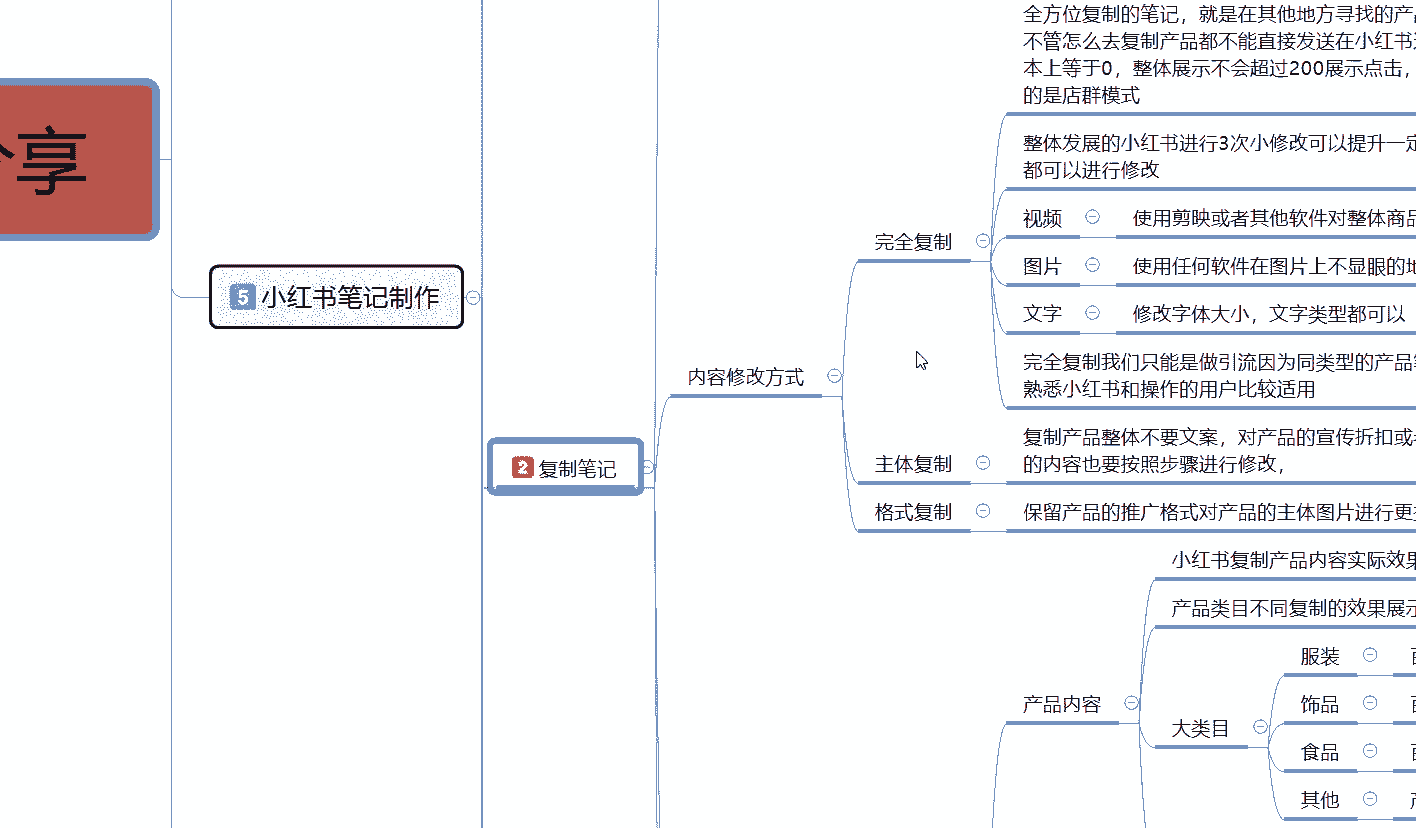 享
5 小红书笔记制作
2 复制笔记
内容修改方式
完全复制
全方位复制的笔记，就是在其他地方寻找的产
不管怎么去复制产品都不能直接发送在小红书
本上等于0，整体展示不会超过200展示点击，
的是店群模式
整体发展的小红书进行3次小修改可以提升一定
都可以进行修改
视频
使用剪映或者其他软件对整体商品
图片
使用任何软件在图片上不显眼的地
文字
修改字体大小，文字类型都可以
完全复制我们只能是做引流因为同类型的产品
熟悉小红书和操作的用户比较适用
主体复制
复制产品整体不要文案，对产品的宣传折扣或
的内容也要按照步骤进行修改，
格式复制
保留产品的推广格式对产品的主体图片进行更
产品内容
小红书复制产品内容实际效果
产品类目不同复制的效果展示
大类目
服装
饰品
食品
其他